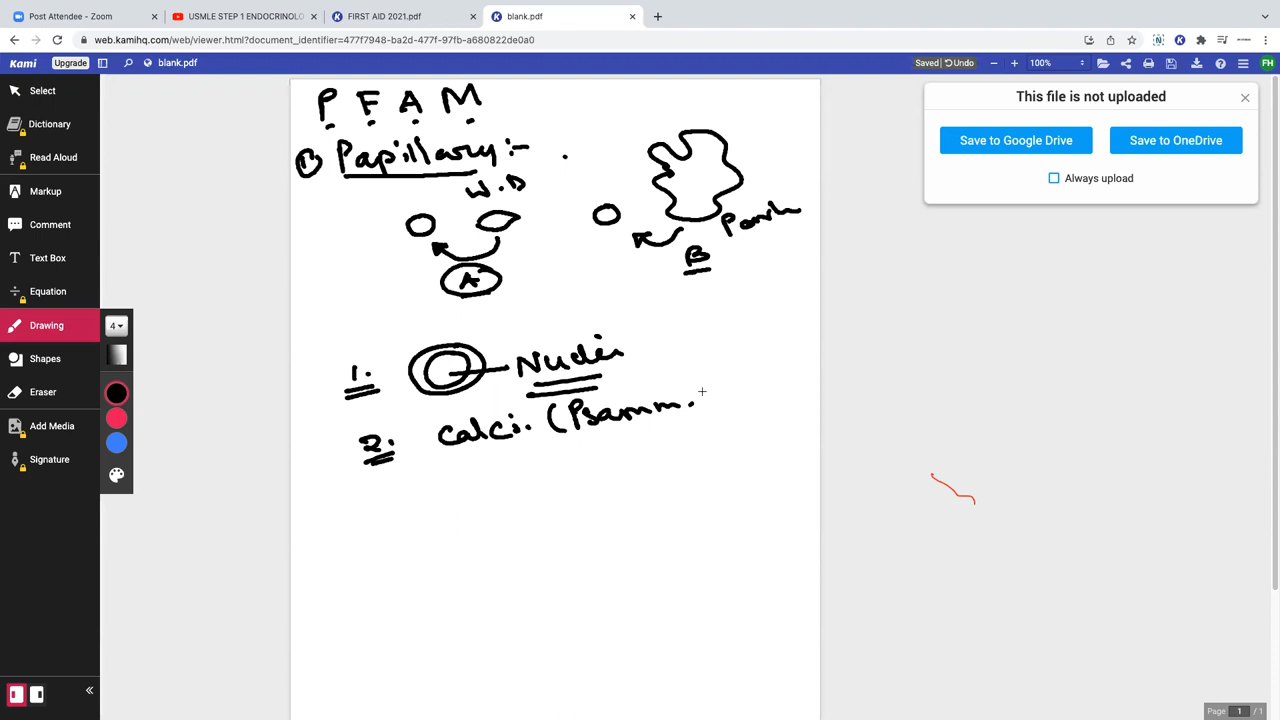 Post Attendee - Zoom
USMLE STEP 1 ENDOCRINOLO
FIRST AID 2021.pdf
blank.pdf
web.kamihq.com/web/viewer.html?document_identifier=477f7948-ba2d-477f-97fb-a680822de0a0
Kami Upgrade blank.pdf Saved Undo 100% FH
Select
Dictionary
Read Aloud
Markup
Comment
Text Box
Equation
Drawing
Shapes
Eraser
Add Media
Signature
4
This file is not uploaded
Save to Google Drive Save to OneDrive
Always upload
P F A M
① Papillary :- .
W.D
A
B
1. Nuclei
2. Calci. (Psamm.
Page 1 / 1